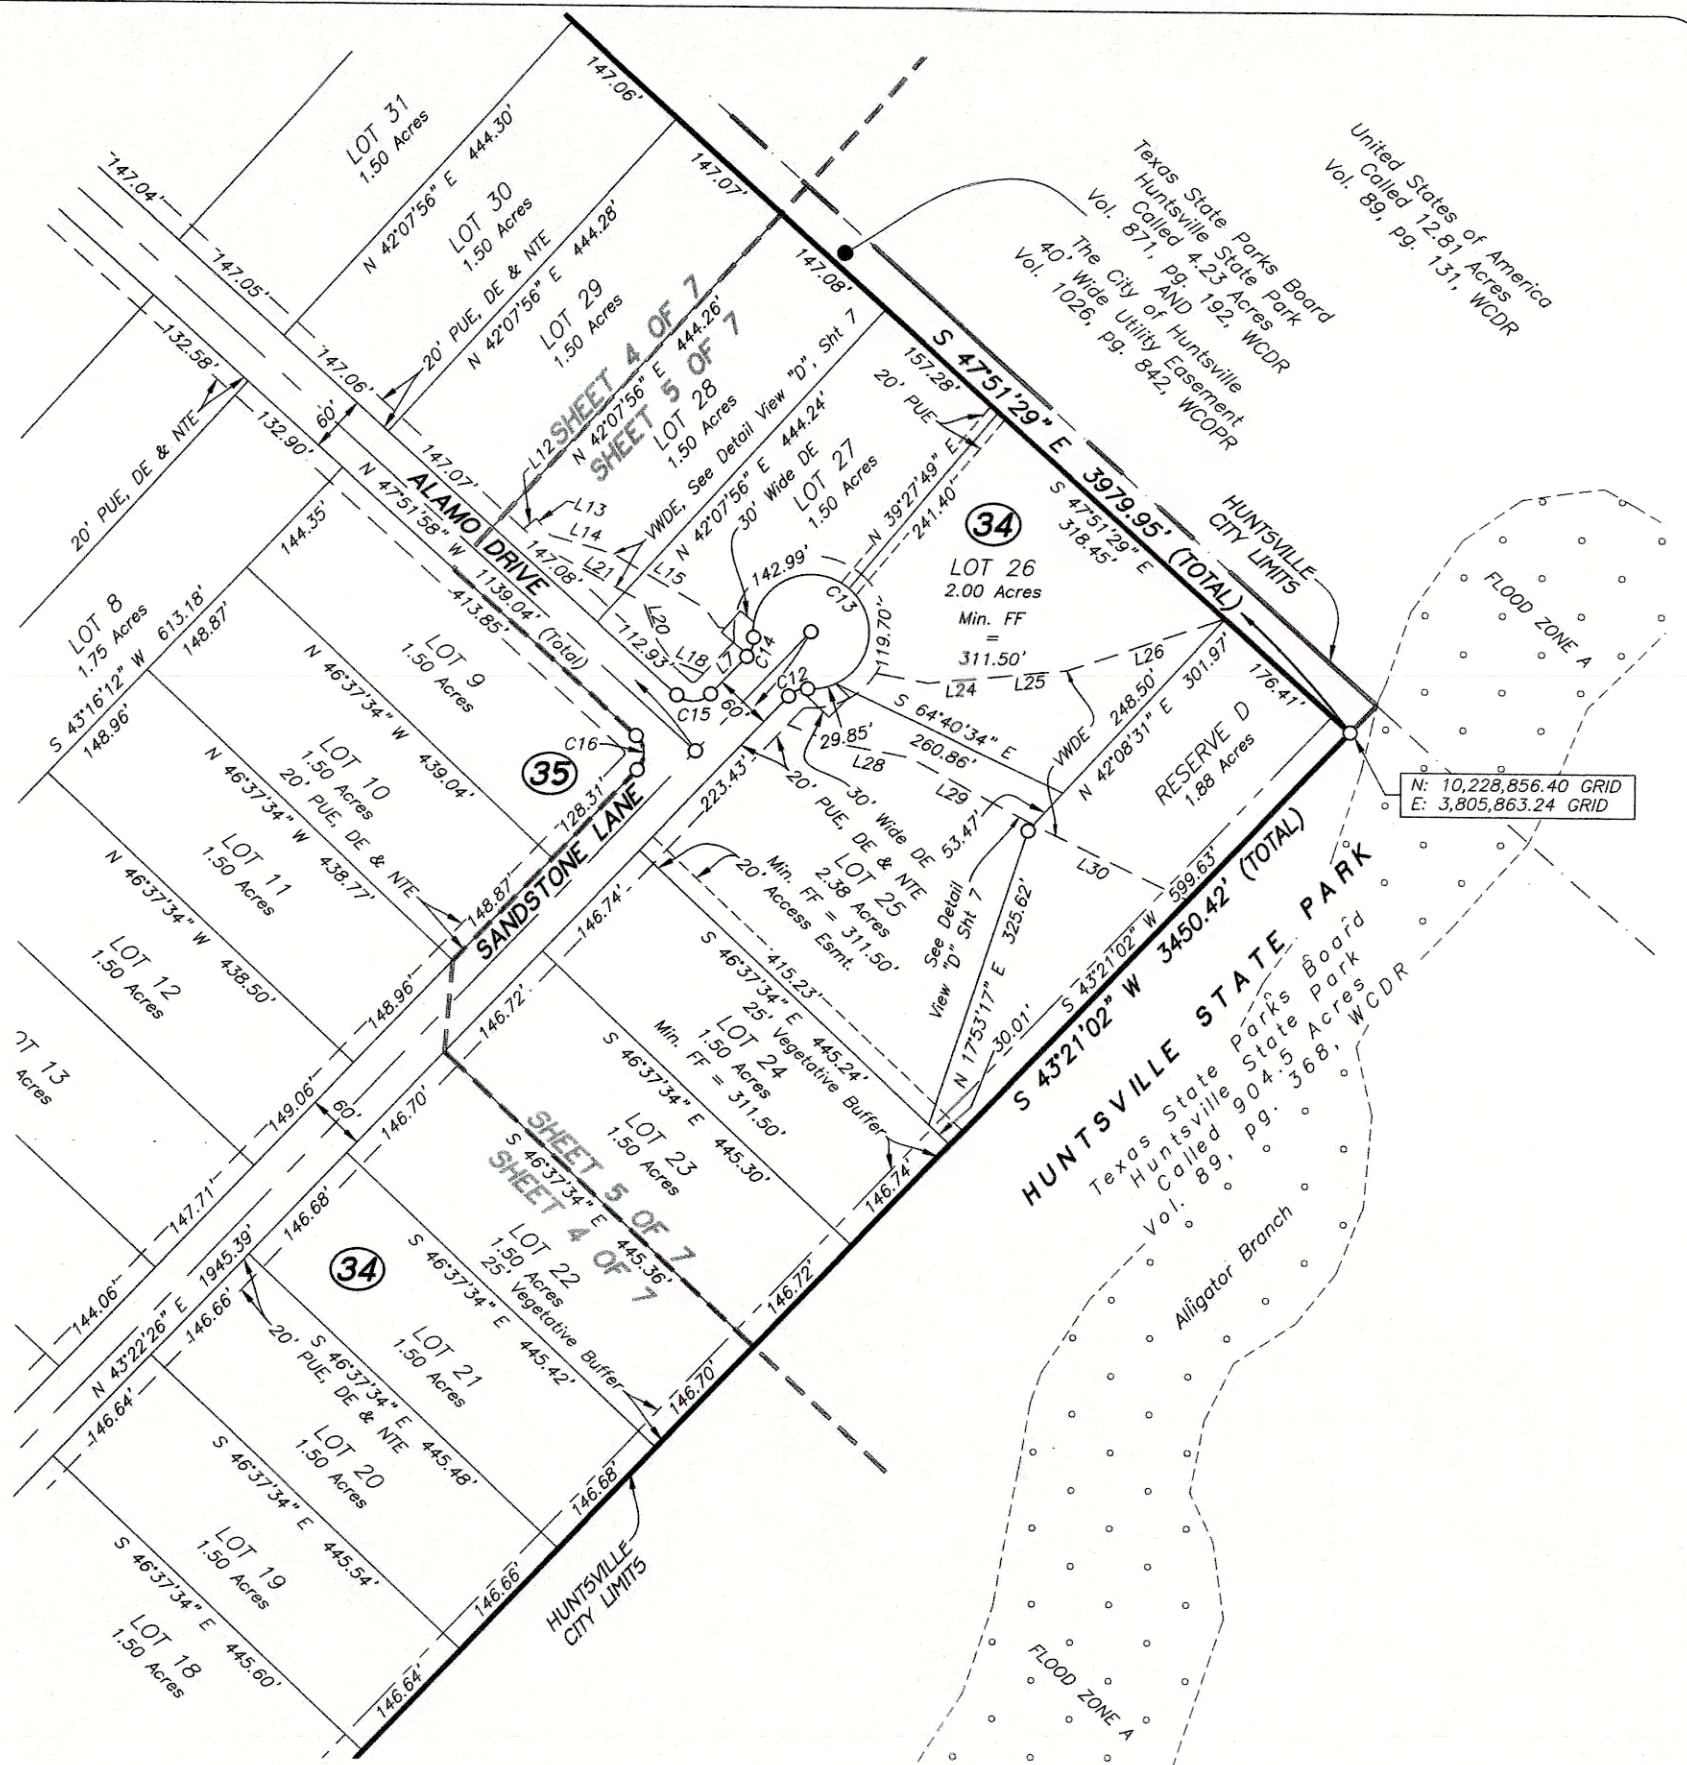 147.06'
LOT 31
1.50 Acres
N 42°07'56" E 444.30'
147.04'
LOT 30
1.50 Acres
147.05'
147.07'
N 42°07'56" E 444.28'
20' PUE, DE & NTE
LOT 29
1.50 Acres
147.06'
SHEET 4 OF 7
N 42°07'56" E 444.26'
SHEET 5 OF 7
147.08'
LOT 28
1.50 Acres
147.07'
L12
L13
L14
VWDE, See Detail View "D", Sht 7
N 42°07'56" E 444.24'
30' Wide DE
LOT 27
1.50 Acres
157.28'
20' PUE
N 39°27'49" E
241.40'
Texas State Parks Board
Huntsville State Park
Called 4.23 Acres
Vol. 871, pg. 192, WCDR
AND
The City of Huntsville
40' Wide Utility Easement
Vol. 1026, pg. 842, WCOPR
United States of America
Called 12.81 Acres
Vol. 89, pg. 131, WCDR
S 47°51'29" E 3979.95' (TOTAL)
S 47°51'29" E
318.45'
HUNTSVILLE
CITY LIMITS
FLOOD ZONE A
132.58'
132.90'
60'
20' PUE, DE & NTE
ALAMO DRIVE
N 47°51'58" W 1139.04' (Total)
413.85'
147.08'
L21
L15
142.99'
C13
L20
112.93'
L18
L7
C14
C12
C15
60'
C16
34
LOT 26
2.00 Acres
Min. FF
=
311.50'
119.70'
L24
L25
L26
S 64°40'34" E
260.86'
29.85'
L28
L29
VWDE
248.50'
N 42°08'31" E 301.97'
176.41'
RESERVE D
1.88 Acres
N: 10,228,856.40 GRID
E: 3,805,863.24 GRID
LOT 8
1.75 Acres
144.35'
S 43°16'12" W 613.18'
148.87'
148.96'
LOT 9
1.50 Acres
N 46°37'34" W 439.04'
LOT 10
1.50 Acres
20' PUE, DE & NTE
N 46°37'34" W 438.77'
35
128.31'
SANDSTONE LANE
148.87'
223.43'
20' PUE, DE & NTE
30' Wide DE
LOT 25
2.38 Acres
Min. FF = 311.50'
20' Access Esmt.
53.47'
See Detail
View "D" Sht 7
L30
325.62'
N 17°53'17" E
30.01'
599.63'
S 43°21'02" W
S 43°21'02" W 3450.42' (TOTAL)
HUNTSVILLE STATE PARK
Texas State Parks Board
Huntsville State Park
Called 904.5 Acres
Vol. 89, pg. 368, WCDR
LOT 11
1.50 Acres
N 46°37'34" W 438.50'
LOT 12
1.50 Acres
OT 13
Acres
148.96'
146.74'
415.23'
S 46°37'34" E 445.24'
25' Vegetative Buffer
LOT 24
1.50 Acres
Min. FF = 311.50'
146.72'
S 46°37'34" E 445.30'
146.74'
LOT 23
1.50 Acres
149.06'
60'
146.70'
SHEET 5 OF 7
S 46°37'34" E 445.36'
SHEET 4 OF 7
146.72'
Alligator Branch
147.71'
146.68'
LOT 22
1.50 Acres
25' Vegetative Buffer
S 46°37'34" E 445.42'
146.70'
34
144.06'
N 43°22'26" E 1945.39'
146.66'
20' PUE, DE & NTE
LOT 21
1.50 Acres
S 46°37'34" E 445.48'
146.68'
146.64'
LOT 20
1.50 Acres
S 46°37'34" E 445.54'
146.66'
HUNTSVILLE
CITY LIMITS
LOT 19
1.50 Acres
S 46°37'34" E 445.60'
146.64'
LOT 18
1.50 Acres
FLOOD ZONE A